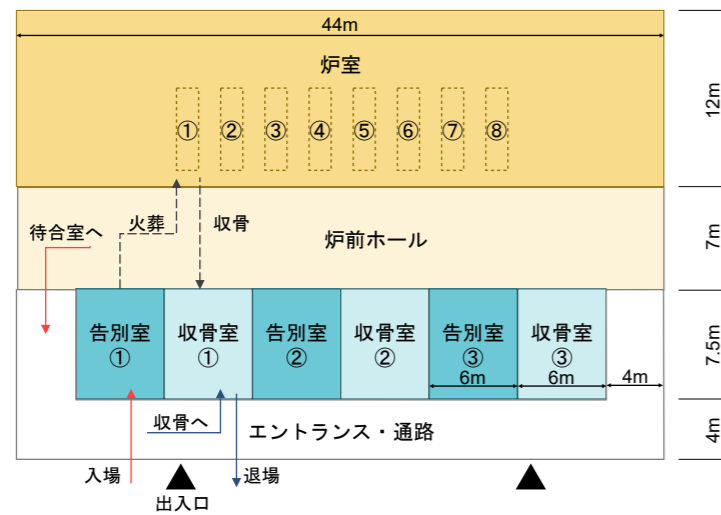 44m
炉室
12m
① ② ③ ④ ⑤ ⑥ ⑦ ⑧
待合室へ
火葬
収骨
炉前ホール
7m
告別室
①
収骨室
①
告別室
②
収骨室
②
告別室
③
収骨室
③
6m
6m
4m
7.5m
収骨へ
エントランス・通路
4m
入場
退場
出入口